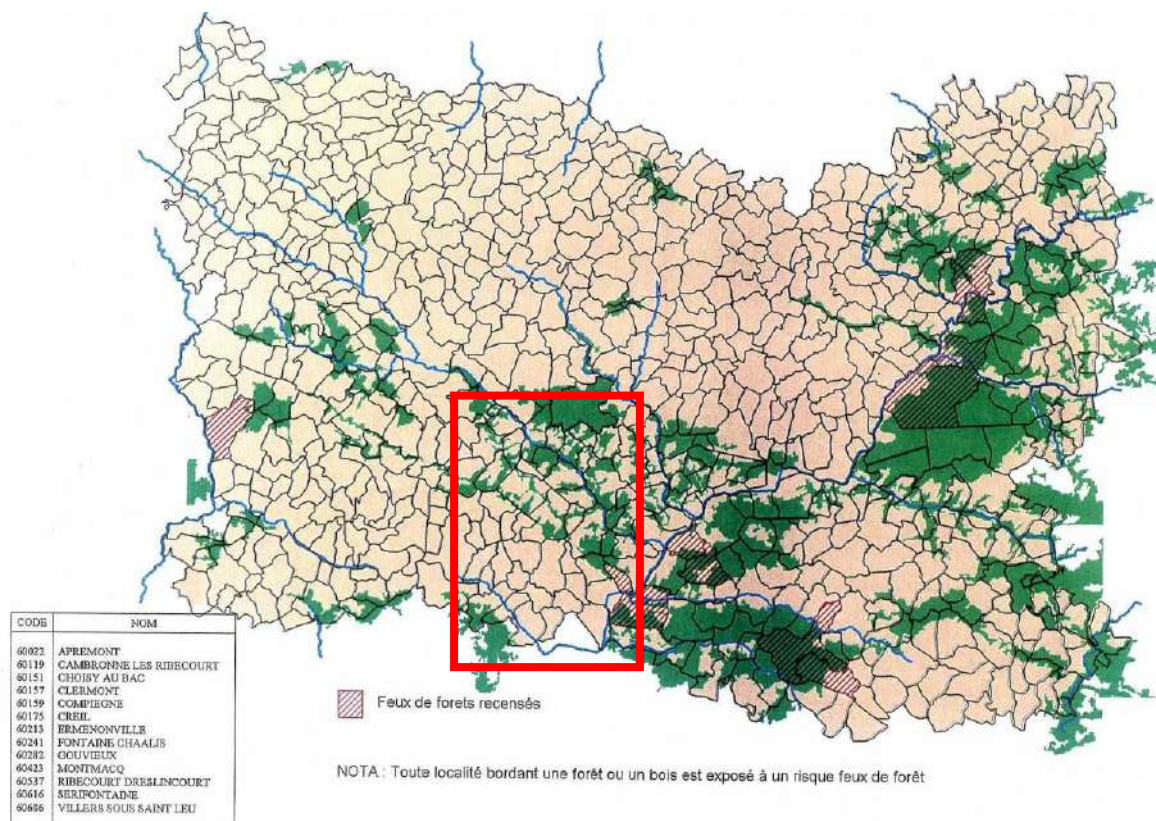 CODE NOM
60022 APREMONT
60119 CAMBRONNE LES RIBECOURT
60151 CHOISY AU BAC
60157 CLERMONT
60159 COMPIEGNE
60175 CREIL
60213 ERMENONVILLE
60241 FONTAINE CHAALIS
60282 GOUVIEUX
60423 MONTMACQ
60537 RIBECOURT DRESLINCOURT
60616 SERIFONTAINE
60686 VILLERS SOUS SAINT LEU
Feux de forets recensés
NOTA : Toute localité bordant une forêt ou un bois est exposé à un risque feux de forêt